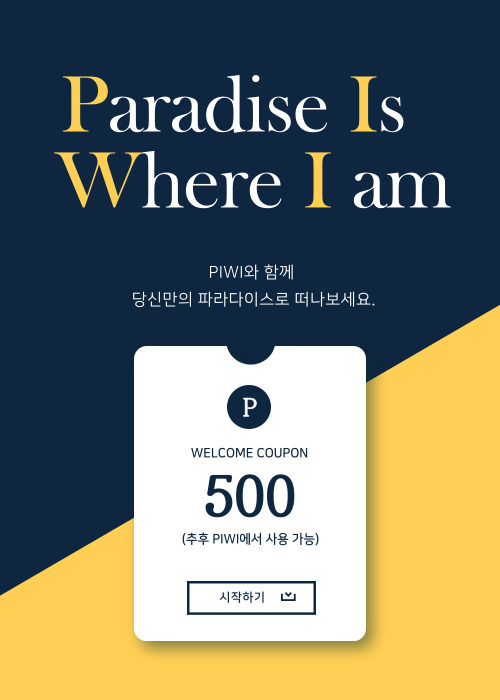 Paradise Is
Where I am
PIWI와 함께
당신만의 파라다이스로 떠나보세요.
P
WELCOME COUPON
500
(추후 PIWI에서 사용 가능)
시작하기